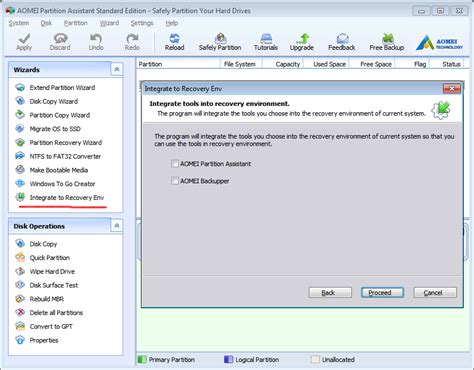 AOMEI Partition Assistant Standard Edition - Safely Partition Your Hard Drives
System Disk Partition Wizards Help
Apply Discard Undo Redo Reload Safely Partition Tutorials Upgrade Feedback Free Backup AOMEI TECHNOLOGY
Wizards
Extend Partition Wizard
Disk Copy Wizard
Partition Copy Wizard
Migrate OS to SSD
Partition Recovery Wizard
NTFS to FAT32 Converter
Make Bootable Media
Windows To Go Creator
Integrate to Recovery Env
Disk Operations
Disk Copy
Quick Partition
Wipe Hard Drive
Disk Surface Test
Rebuild MBR
Delete all Partitions
Convert to GPT
Properties
Partition File System Capacity Used Space Free Space Flag Status
Integrate to Recovery Env
Integrate tools into recovery environment.
The program will integrate the tools you choose into the recovery environment of current system.
The program will integrate the tools you choose into the recovery environment of current system so that you
can use the tools in recovery environment.
AOMEI Partition Assistant
AOMEI Backupper
Back Proceed Cancel
Primary Partition Logical Partition Unallocated